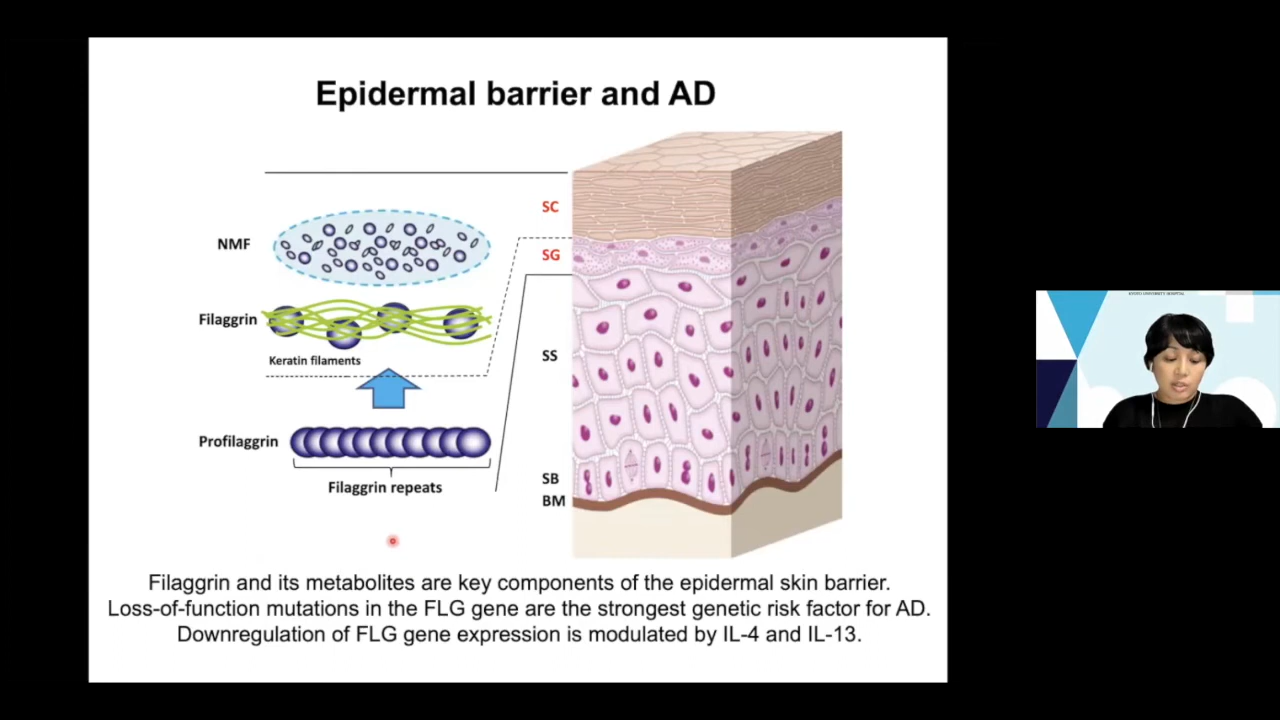 Epidermal barrier and AD
SC
NMF
SG
Filaggrin
Keratin filaments
SS
Profilaggrin
Filaggrin repeats
SB
BM
Filaggrin and its metabolites are key components of the epidermal skin barrier.
Loss-of-function mutations in the FLG gene are the strongest genetic risk factor for AD.
Downregulation of FLG gene expression is modulated by IL-4 and IL-13.